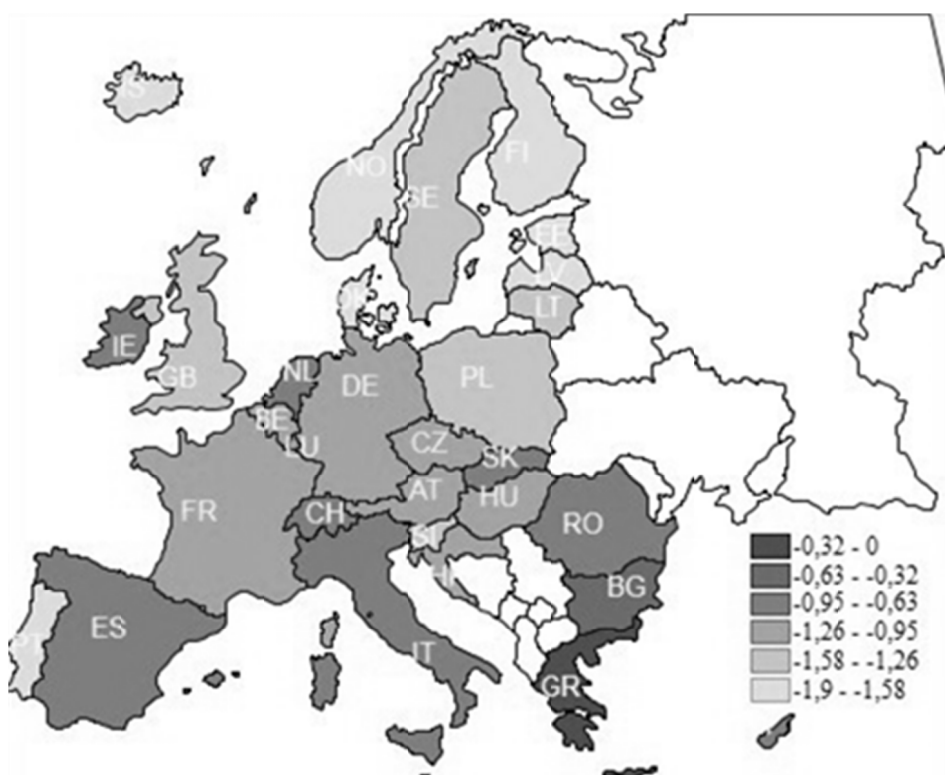 IS
NO
FI
SE
EE
LV
DK
LT
IE
GB
NL
DE
PL
BE
LU
CZ
SK
FR
CH
AT
HU
SI
RO
HR
BG
PT
ES
IT
GR
-0,32 - 0
-0,63 - -0,32
-0,95 - -0,63
-1,26 - -0,95
-1,58 - -1,26
-1,9 - -1,58